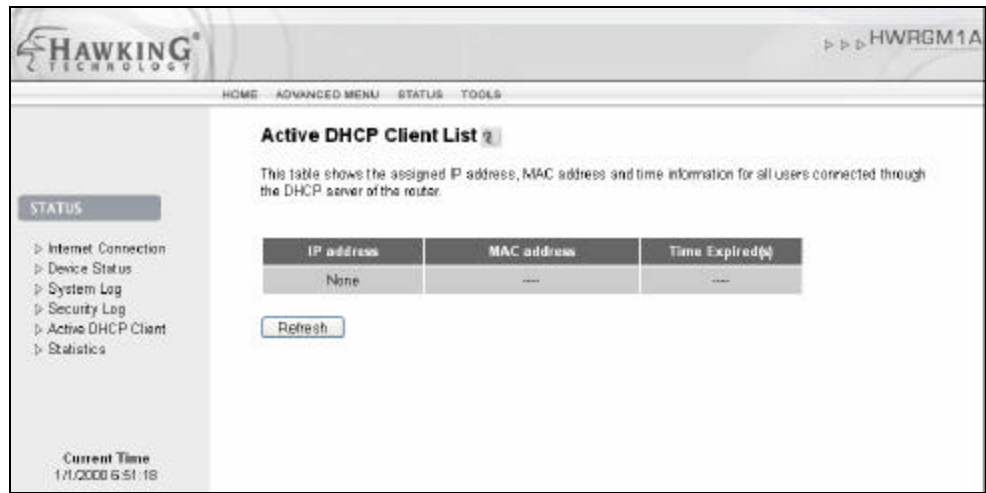 HAWKING®
TECHNOLOGY
HWRGM1A
HOME ADVANCED MENU STATUS TOOLS
Active DHCP Client List ?
This table shows the assigned IP address, MAC address and time information for all users connected through
the DHCP server of the router.
STATUS
Internet Connection
Device Status
System Log
Security Log
Active DHCP Client
Statistics
IP address MAC address Time Expired(s)
None ---- ----
Refresh
Current Time
1/1/2000 6:51:18